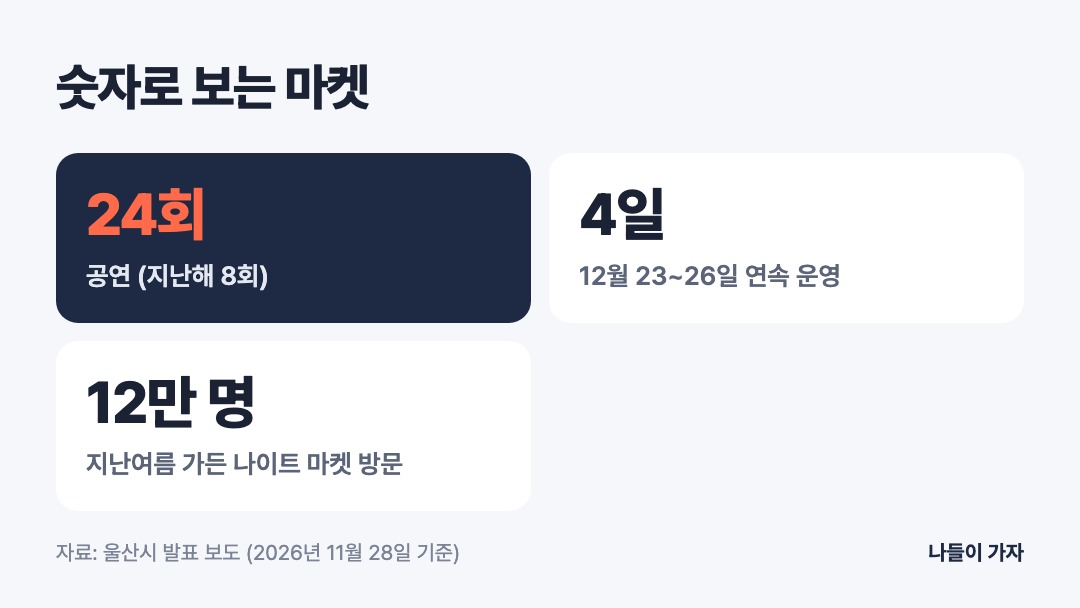 숫자로 보는 마켓
24회
공연 (지난해 8회)
4일
12월 23~26일 연속 운영
12만 명
지난여름 가든 나이트 마켓 방문
자료: 울산시 발표 보도 (2026년 11월 28일 기준)
나들이 가자